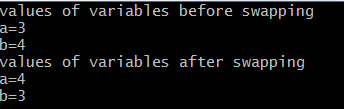 values of variables before swapping
a=3
b=4
values of variables after swapping
a=4
b=3